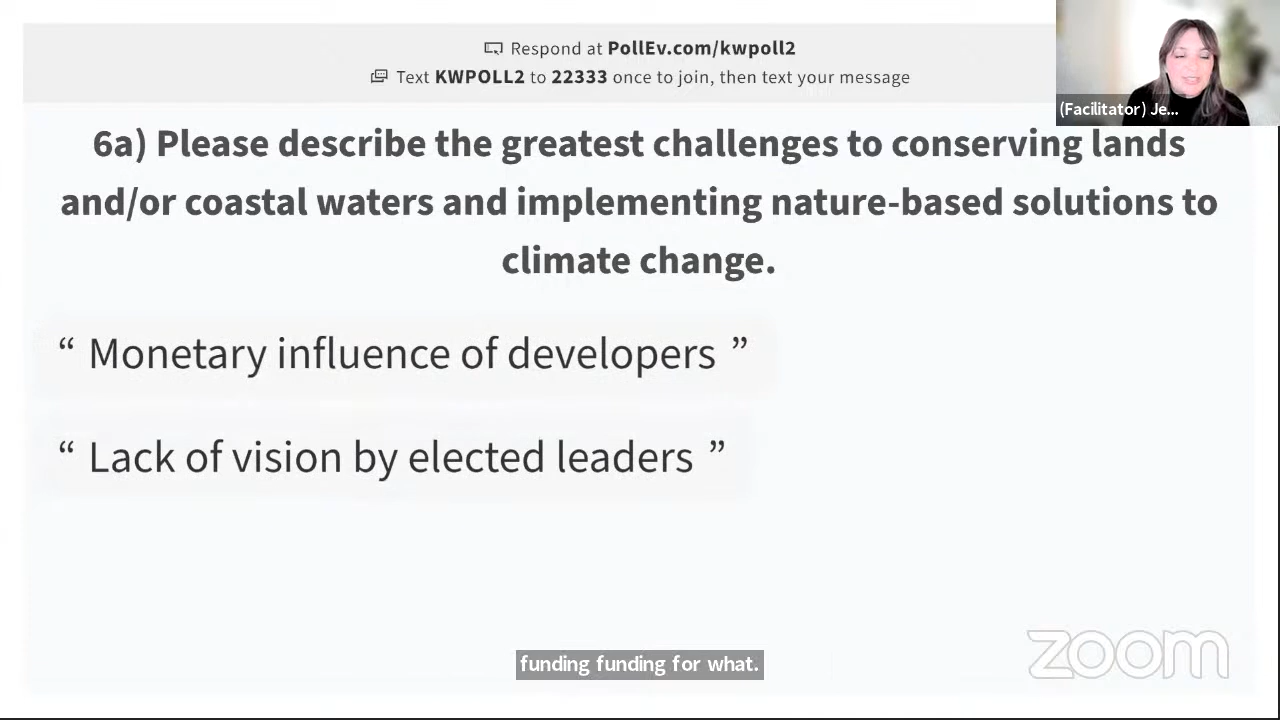 Respond at PollEv.com/kwpoll2
Text KWPOLL2 to 22333 once to join, then text your message
(Facilitator) Je...
6a) Please describe the greatest challenges to conserving lands
and/or coastal waters and implementing nature-based solutions to
climate change.
“ Monetary influence of developers ”
“ Lack of vision by elected leaders ”
funding funding for what.
zoom